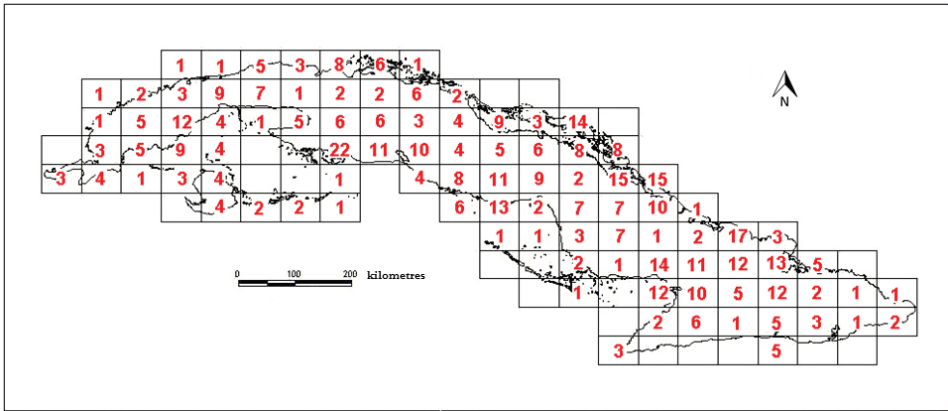 1 1 5 3 8 6 1
1 2 3 9 7 1 2 2 6 2
1 5 12 4 1 5 6 6 3 4 9 3 14
N
3 5 9 4 22 11 10 4 5 6 8 8
3 4 1 3 4 1 4 8 11 9 2 15 15
4 2 2 1 6 13 2 7 7 10 1
1 1 3 7 1 2 17 3
2 1 14 11 12 13 5
0 100 200 kilometres
1 12 10 5 12 2 1 1
2 6 1 5 3 1 2
3 5